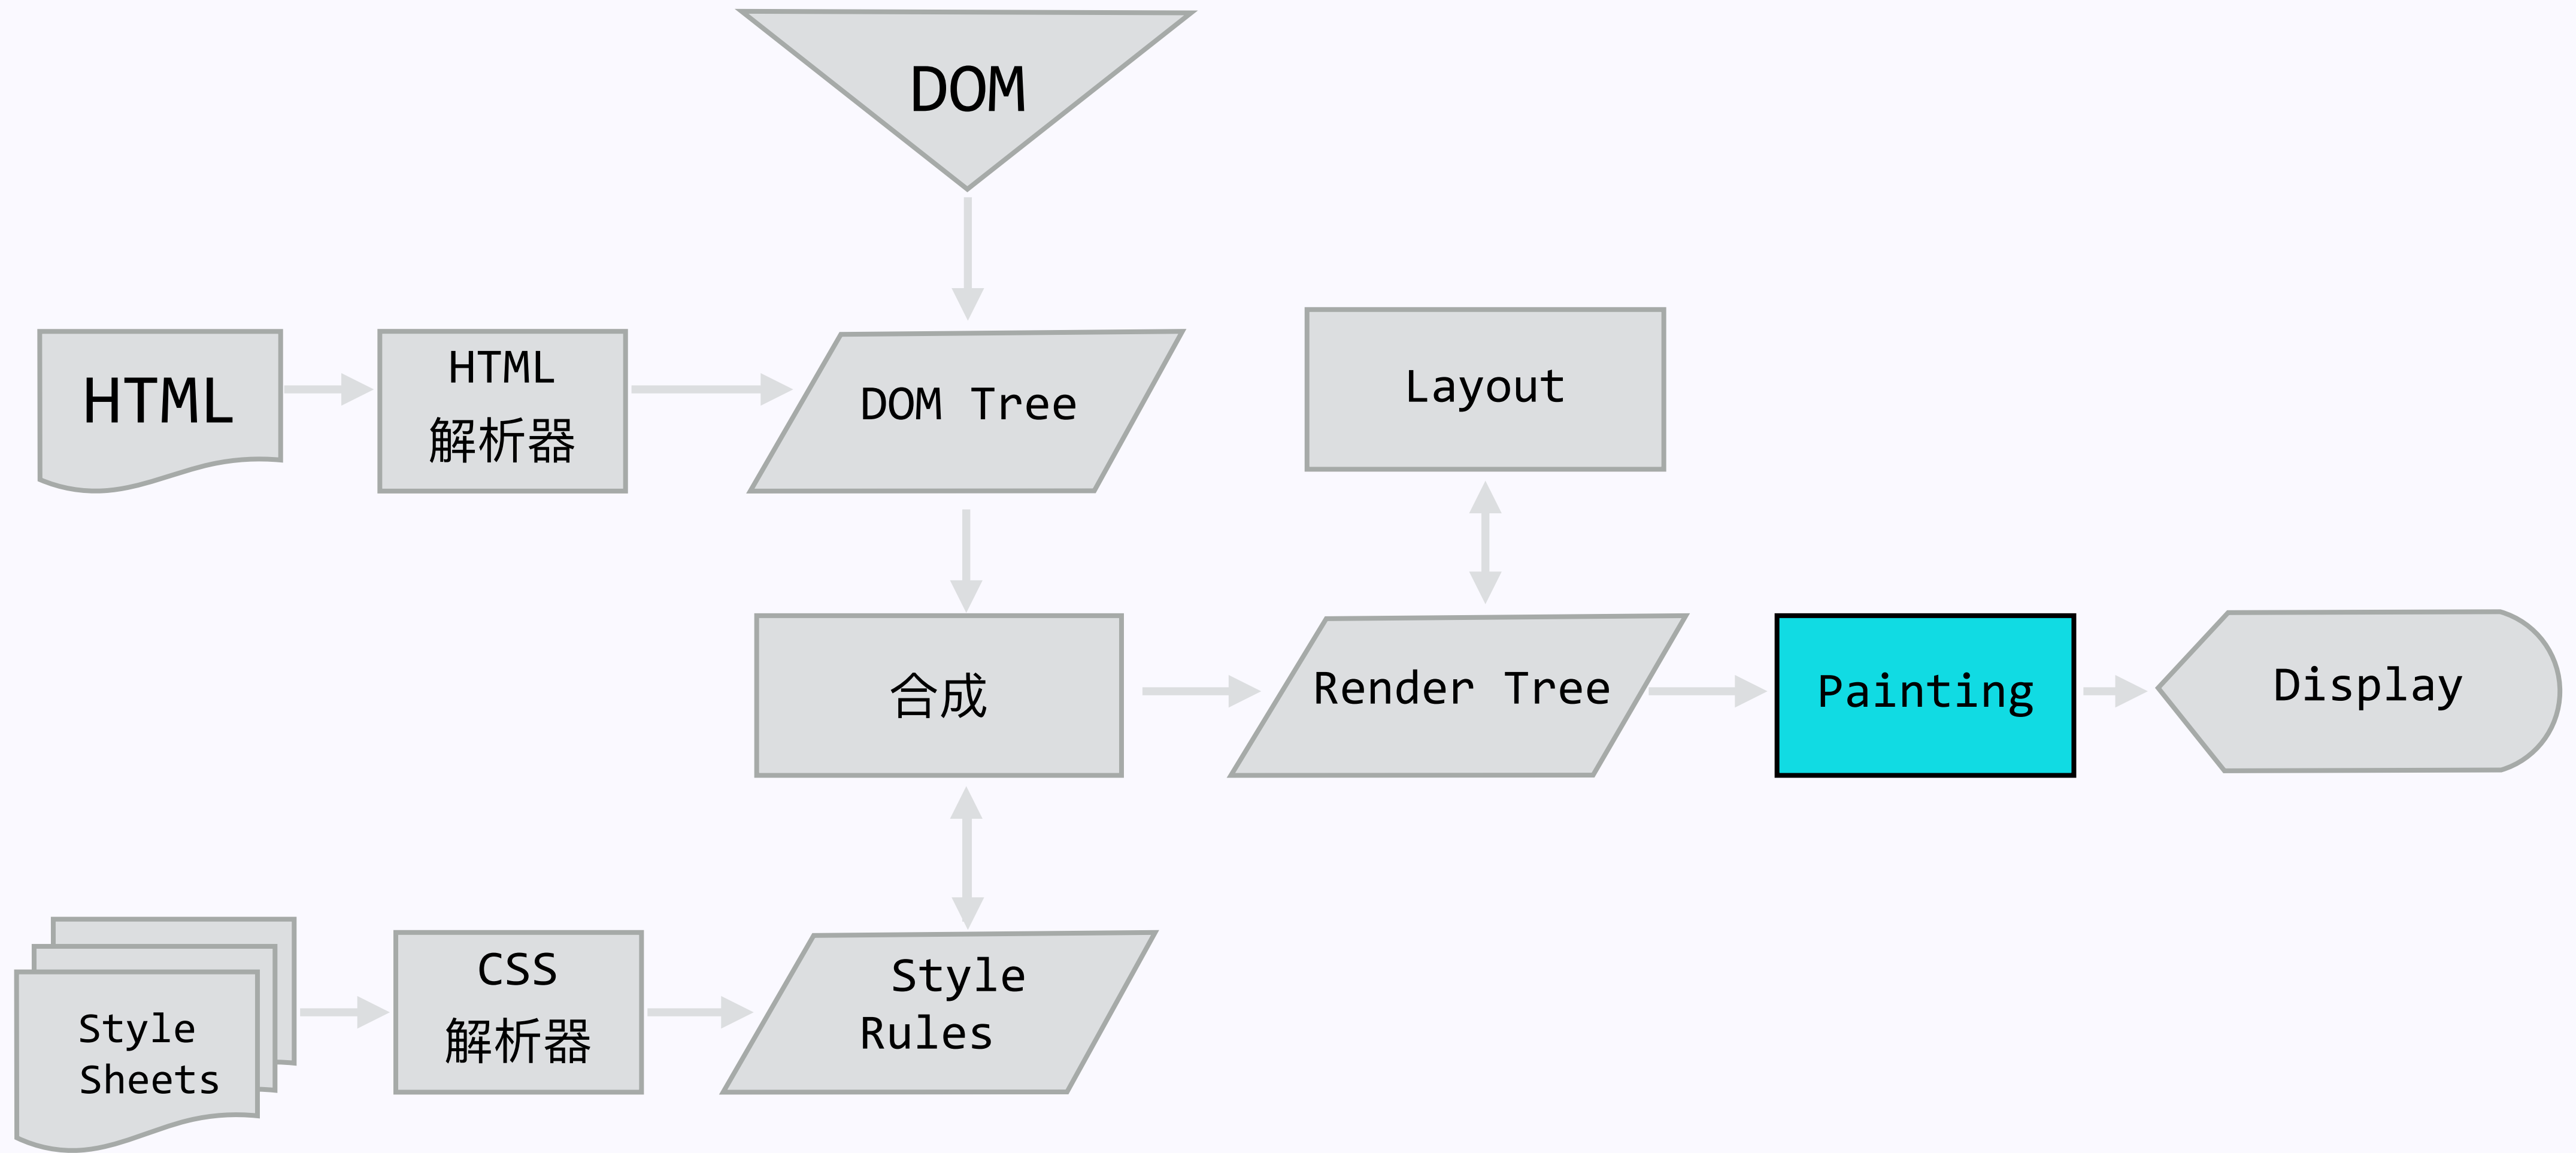 DOM
HTML
HTML
解析器
DOM Tree
Layout
合成
Render Tree
Painting
Display
Style
Sheets
CSS
解析器
Style
Rules